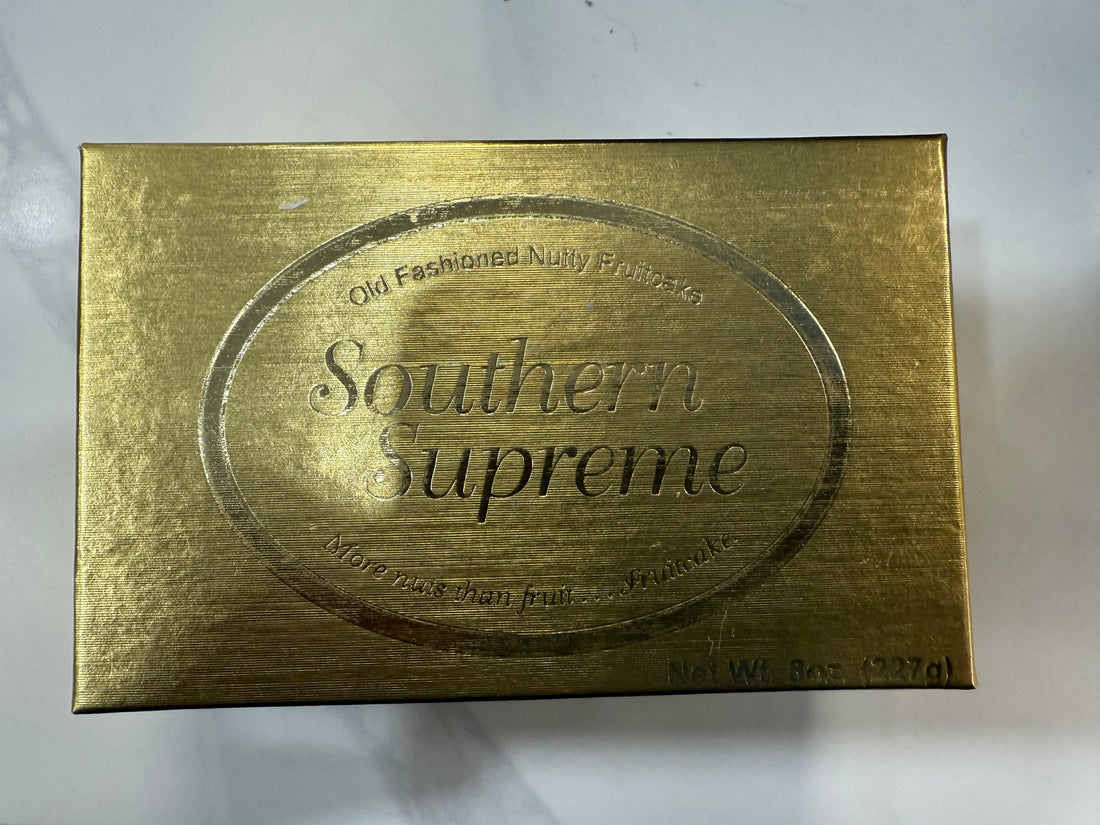 Old Fashioned Nutty Fruitcake
Southern
Supreme
More nuts than fruit . . . Fruitcake.
Net Wt. 8oz. (227g)